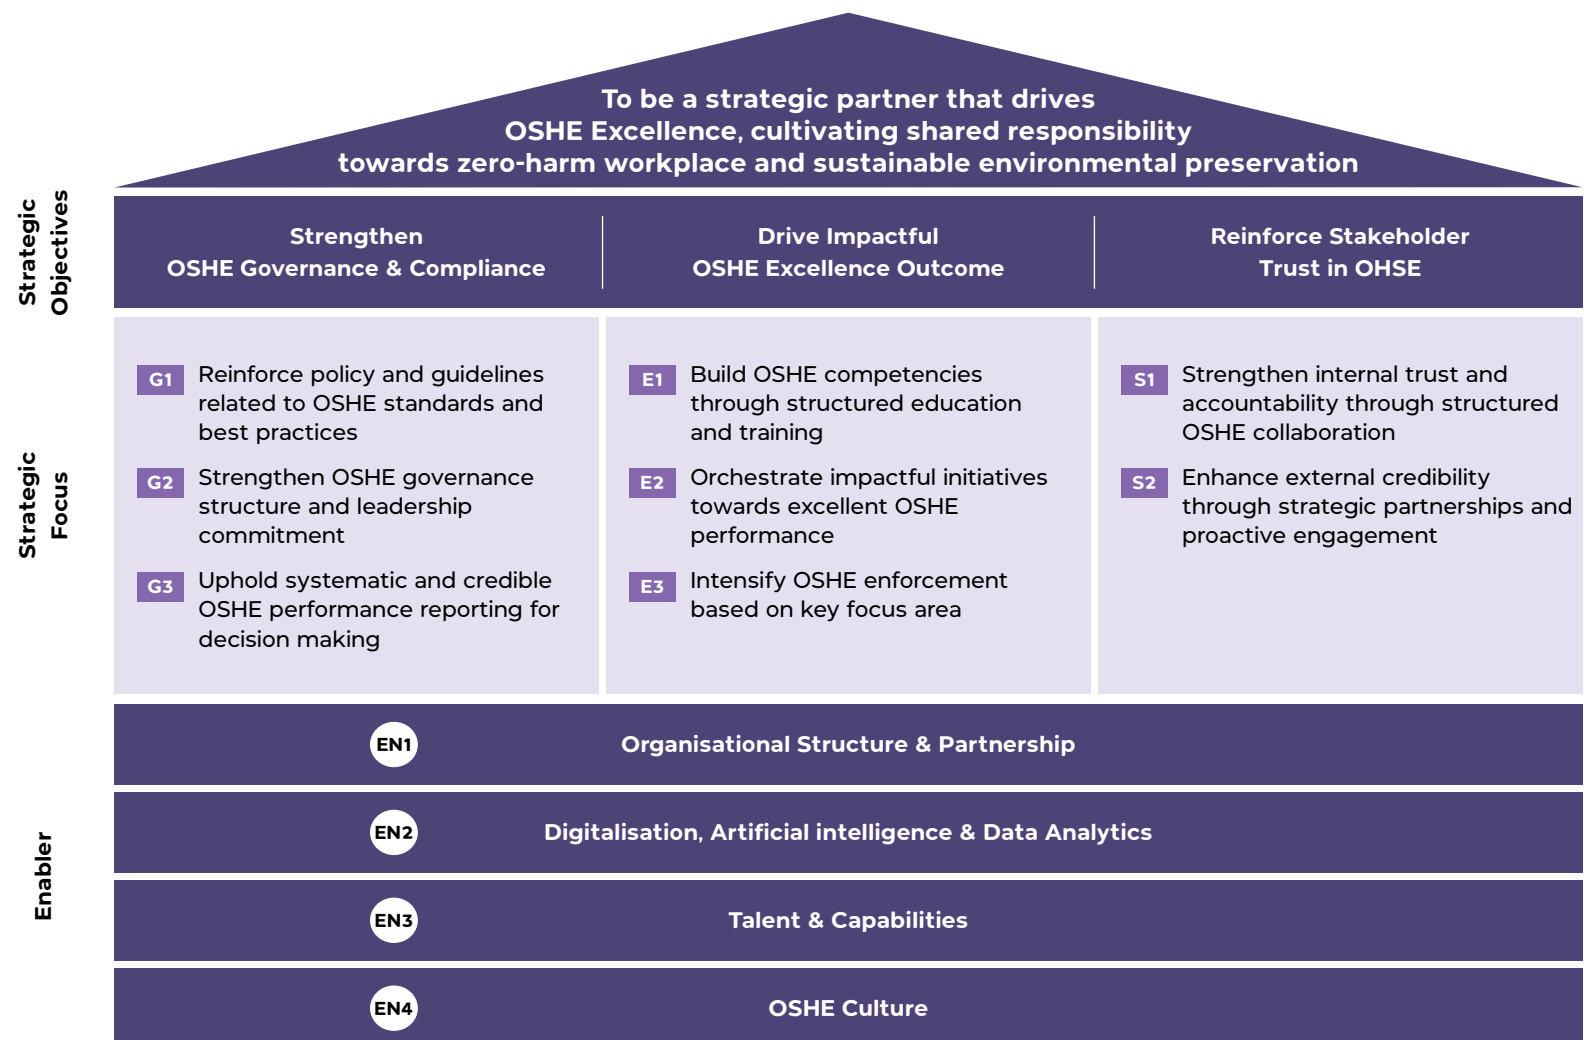 To be a strategic partner that drives
OSHE Excellence, cultivating shared responsibility
towards zero-harm workplace and sustainable environmental preservation
Strategic
Objectives
Strengthen
OSHE Governance & Compliance
Drive Impactful
OSHE Excellence Outcome
Reinforce Stakeholder
Trust in OHSE
Strategic
Focus
G1 Reinforce policy and guidelines
related to OSHE standards and
best practices
G2 Strengthen OSHE governance
structure and leadership
commitment
G3 Uphold systematic and credible
OSHE performance reporting for
decision making
E1 Build OSHE competencies
through structured education
and training
E2 Orchestrate impactful initiatives
towards excellent OSHE
performance
E3 Intensify OSHE enforcement
based on key focus area
S1 Strengthen internal trust and
accountability through structured
OSHE collaboration
S2 Enhance external credibility
through strategic partnerships and
proactive engagement
Enabler
EN1 Organisational Structure & Partnership
EN2 Digitalisation, Artificial intelligence & Data Analytics
EN3 Talent & Capabilities
EN4 OSHE Culture